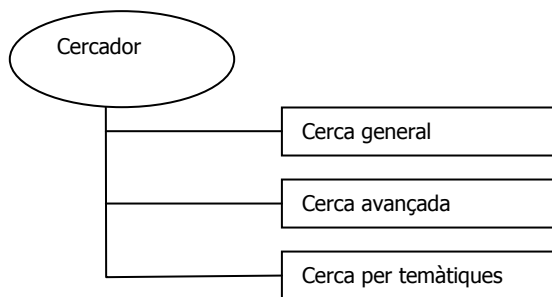 Cercador
Cerca general
Cerca avançada
Cerca per temàtiques